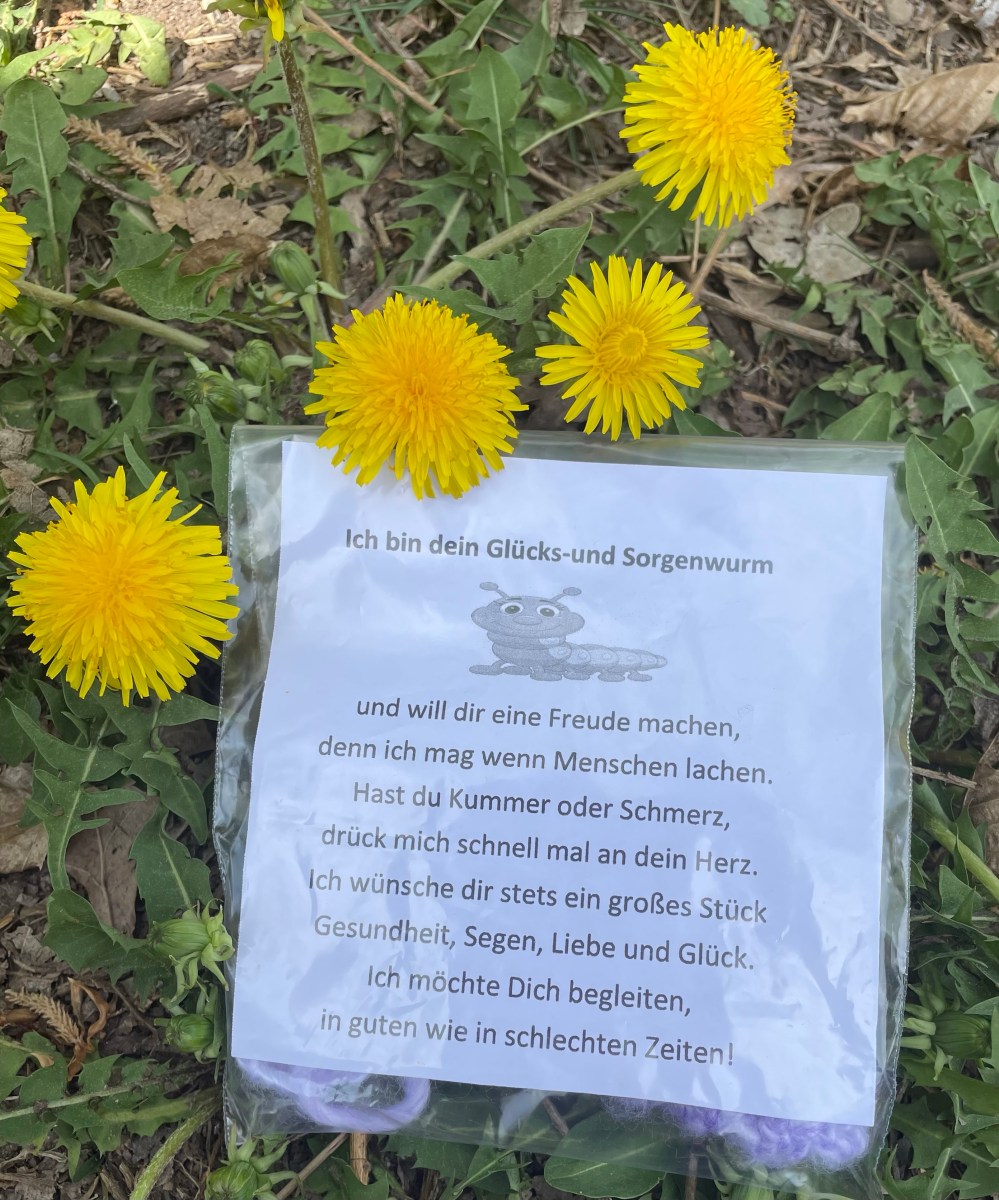 Ich bin dein Glücks-und Sorgenwurm
und will dir eine Freude machen,
denn ich mag wenn Menschen lachen.
Hast du Kummer oder Schmerz,
drück mich schnell mal an dein Herz.
Ich wünsche dir stets ein großes Stück
Gesundheit, Segen, Liebe und Glück.
Ich möchte Dich begleiten,
in guten wie in schlechten Zeiten!